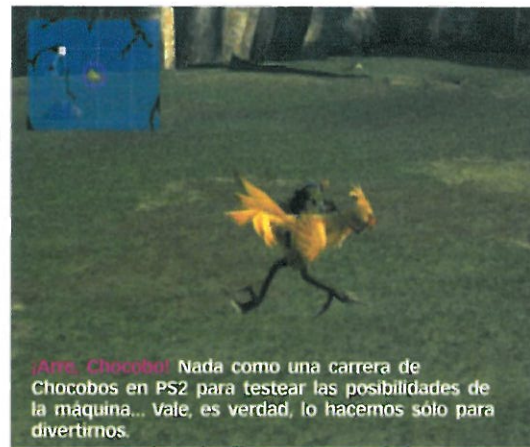 ¡Arre, Chocobo! Nada como una carrera de
Chocobos en PS2 para testear las posibilidades de
la máquina... Vale, es verdad, lo hacemos sólo para
divertirnos.